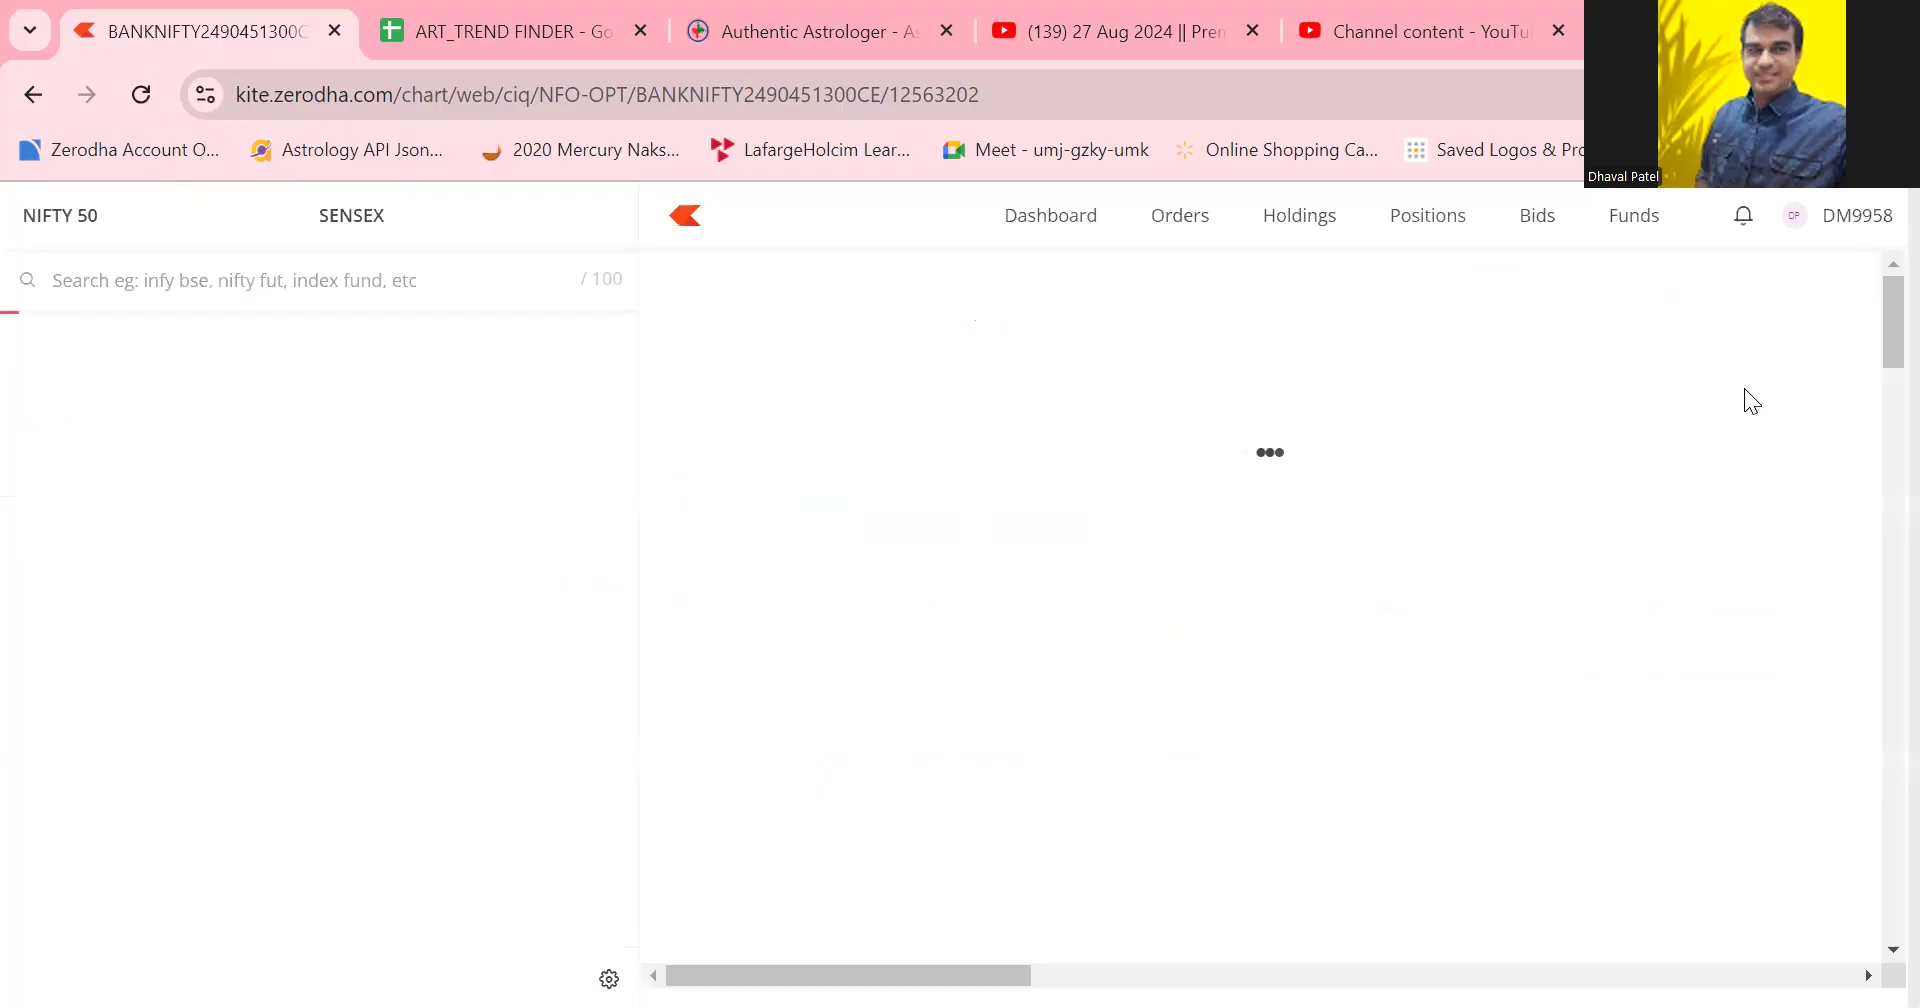 BANKNIFTY2490451300C
ART_TREND FINDER - Go
Authentic Astrologer - As
(139) 27 Aug 2024 || Prem
Channel content - YouTu
kite.zerodha.com/chart/web/ciq/NFO-OPT/BANKNIFTY2490451300CE/12563202
Zerodha Account O...
Astrology API Json...
2020 Mercury Naks...
LafargeHolcim Lear...
Meet - umj-gzky-umk
Online Shopping Ca...
Saved Logos & Pro
Dhaval Patel
NIFTY 50
SENSEX
Dashboard
Orders
Holdings
Positions
Bids
Funds
DP
DM9958
Search eg: infy bse, nifty fut, index fund, etc
/ 100